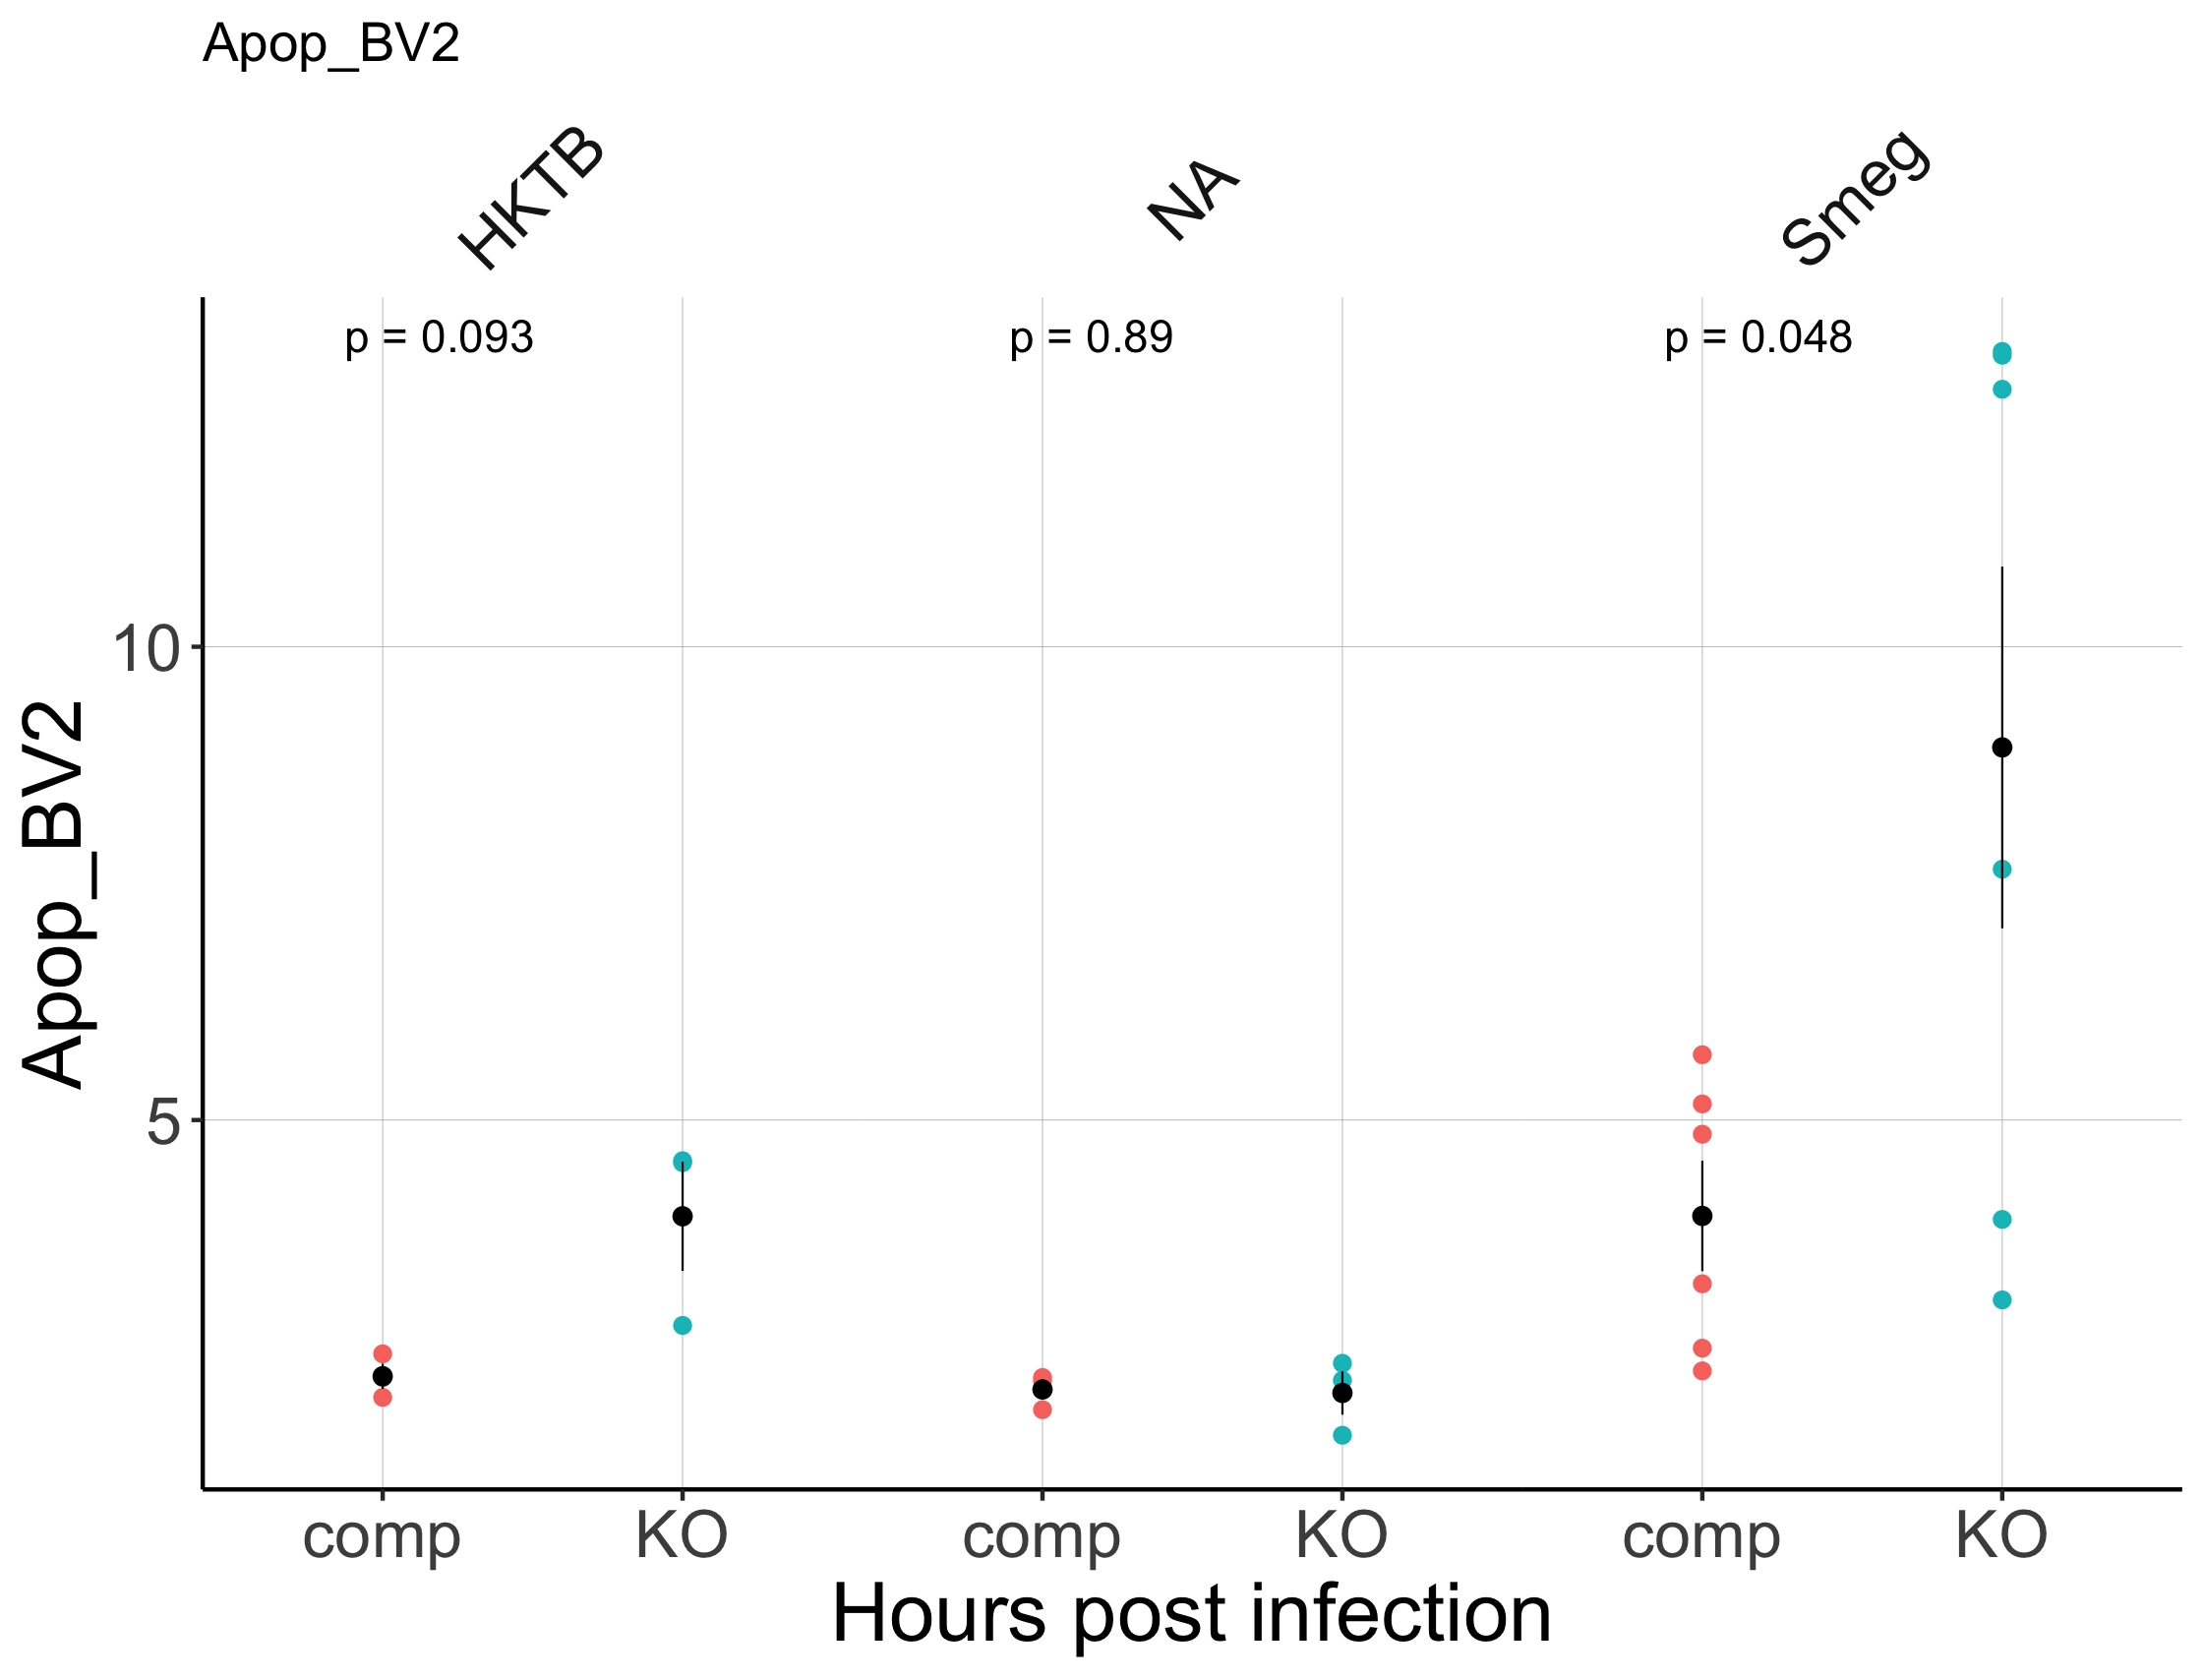 Apop_BV2
HKTB
NA
Smeg
p = 0.093
p = 0.89
p = 0.048
10
5
Apop_BV2
comp
KO
comp
KO
comp
KO
Hours post infection